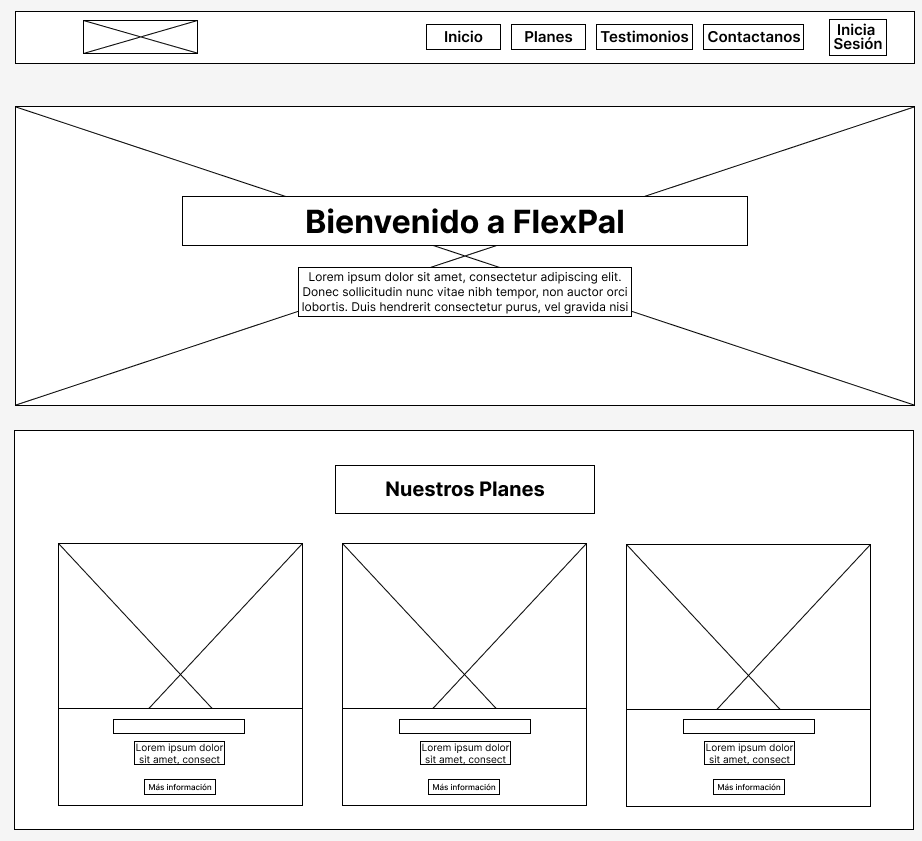 Inicio
Planes
Testimonios
Contactanos
Inicia
Sesión
Bienvenido a FlexPal
Lorem ipsum dolor sit amet, consectetur adipiscing elit.
Donec sollicitudin nunc vitae nibh tempor, non auctor orci
lobortis. Duis hendrerit consectetur purus, vel gravida nisi
Nuestros Planes
Lorem ipsum dolor
sit amet, consect
Más información
Lorem ipsum dolor
sit amet, consect
Más información
Lorem ipsum dolor
sit amet, consect
Más información